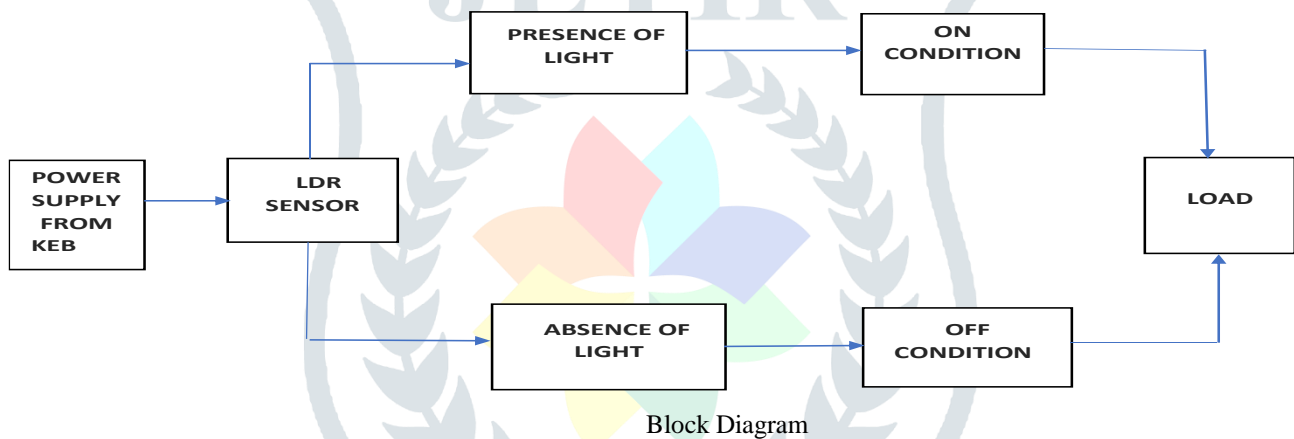 PRESENCE OF
LIGHT
ON
CONDITION
POWER
SUPPLY
FROM
KEB
LDR
SENSOR
LOAD
ABSENCE OF
LIGHT
OFF
CONDITION
Block Diagram